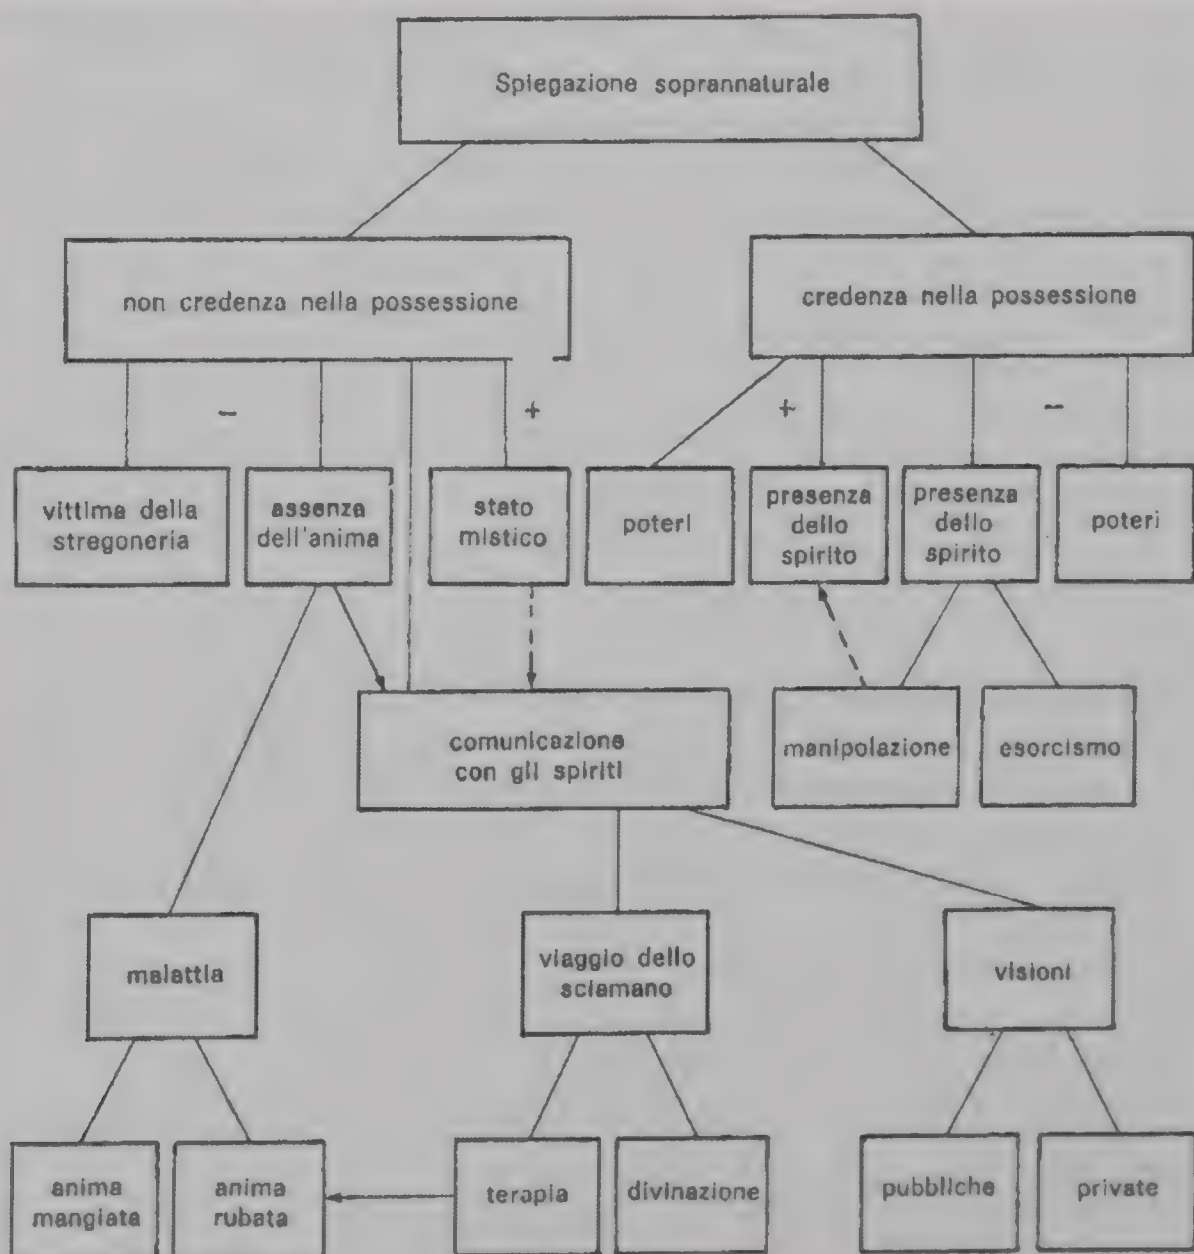 Spiegazione soprannaturale
non credenza nella possessione
credenza nella possessione
–
+
+
–
vittima della
stregoneria
assenza
dell'anima
stato
mistico
poteri
presenza
dello
spirito
presenza
dello
spirito
poteri
comunicazione
con gli spiriti
manipolazione
esorcismo
malattia
viaggio dello
sciamano
visioni
anima
mangiata
anima
rubata
terapia
divinazione
pubbliche
private